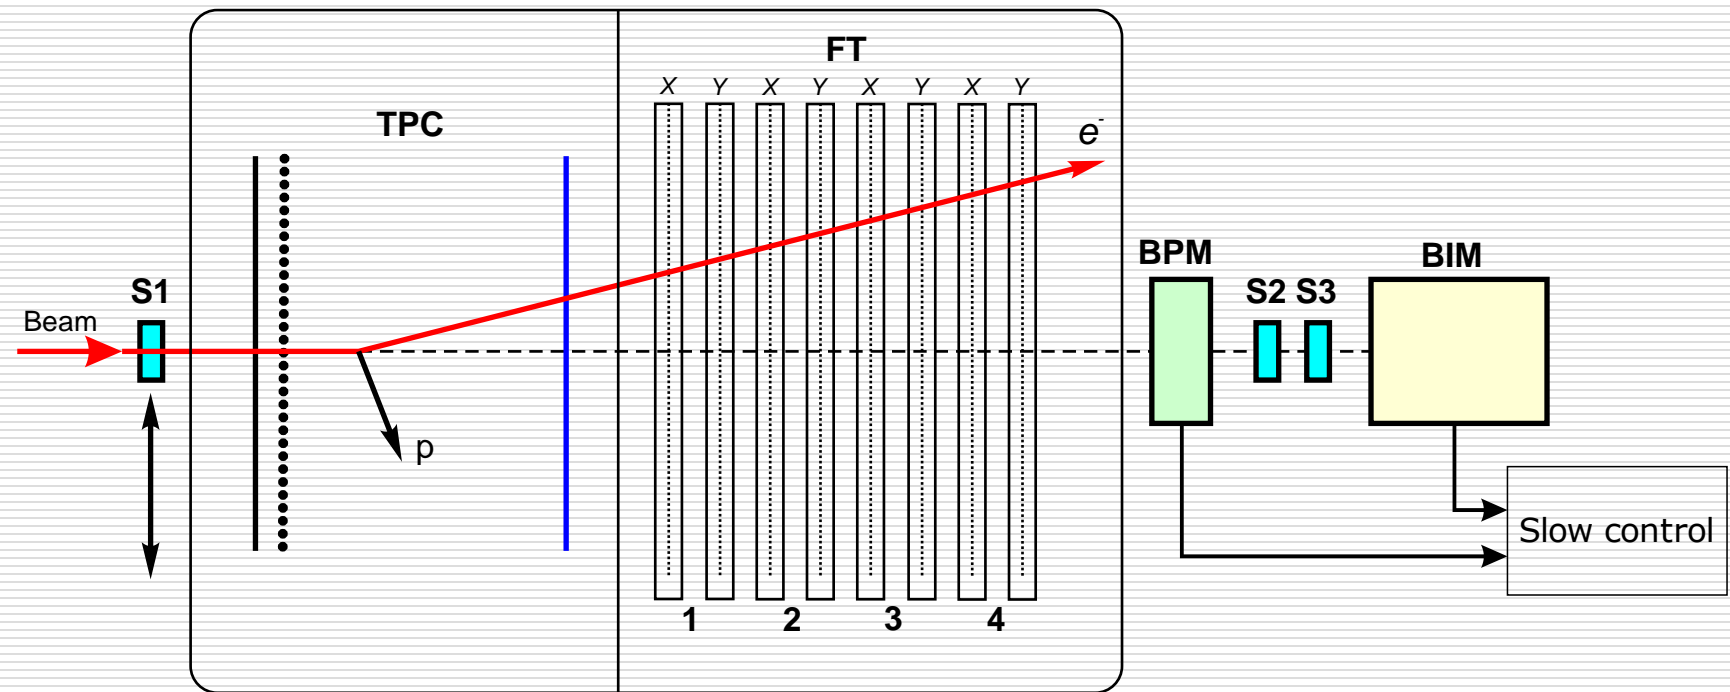 FT
X Y X Y X Y X Y
TPC
e-
BPM
BIM
S1
S2 S3
Beam
p
Slow control
1 2 3 4